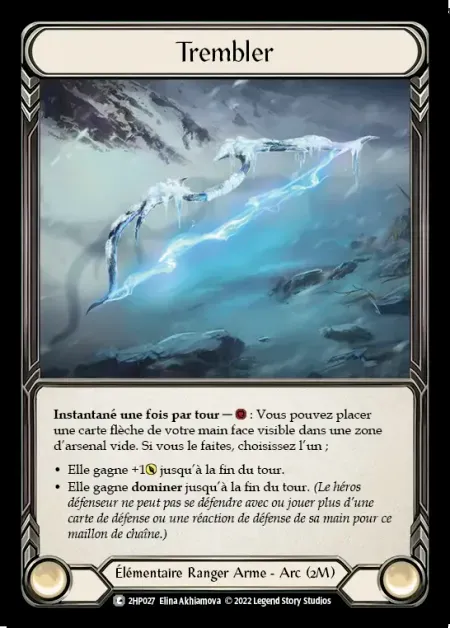 Trembler
Instantané une fois par tour — : Vous pouvez placer
une carte flèche de votre main face visible dans une zone
d'arsenal vide. Si vous le faites, choisissez l'un ;
• Elle gagne +1 jusqu'à la fin du tour.
• Elle gagne dominer jusqu'à la fin du tour. (Le héros
défenseur ne peut pas se défendre avec ou jouer plus d'une
carte de défense ou une réaction de défense de sa main pour ce
maillon de chaîne.)
Élémentaire Ranger Arme - Arc (2M)
C 2HP027 Elina Akhiamova © 2022 Legend Story Studios